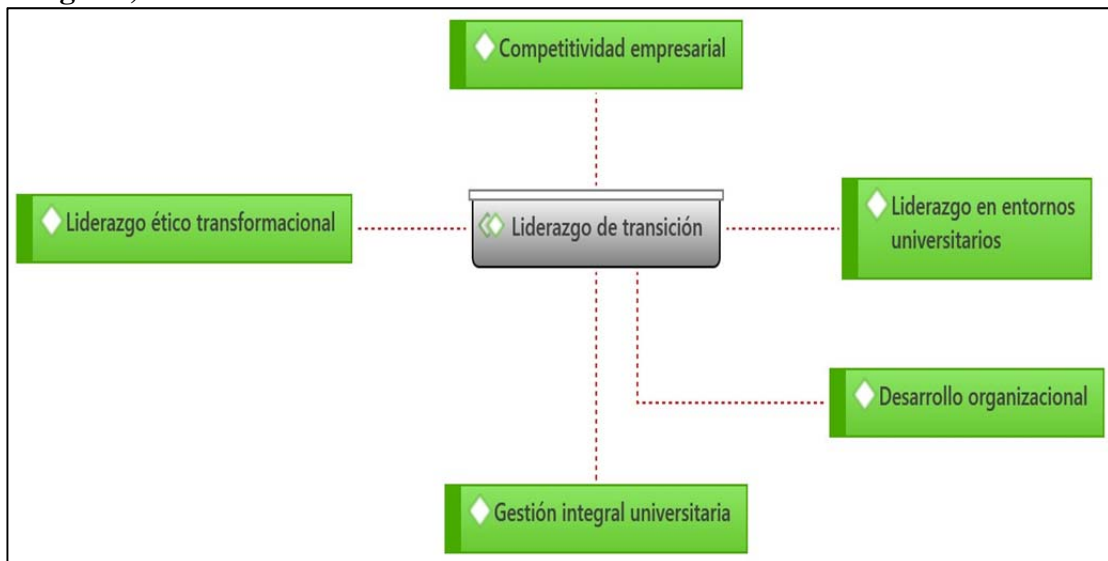 Competitividad empresarial
Liderazgo ético transformacional
Liderazgo de transición
Liderazgo en entornos
universitarios
Desarrollo organizacional
Gestión integral universitaria